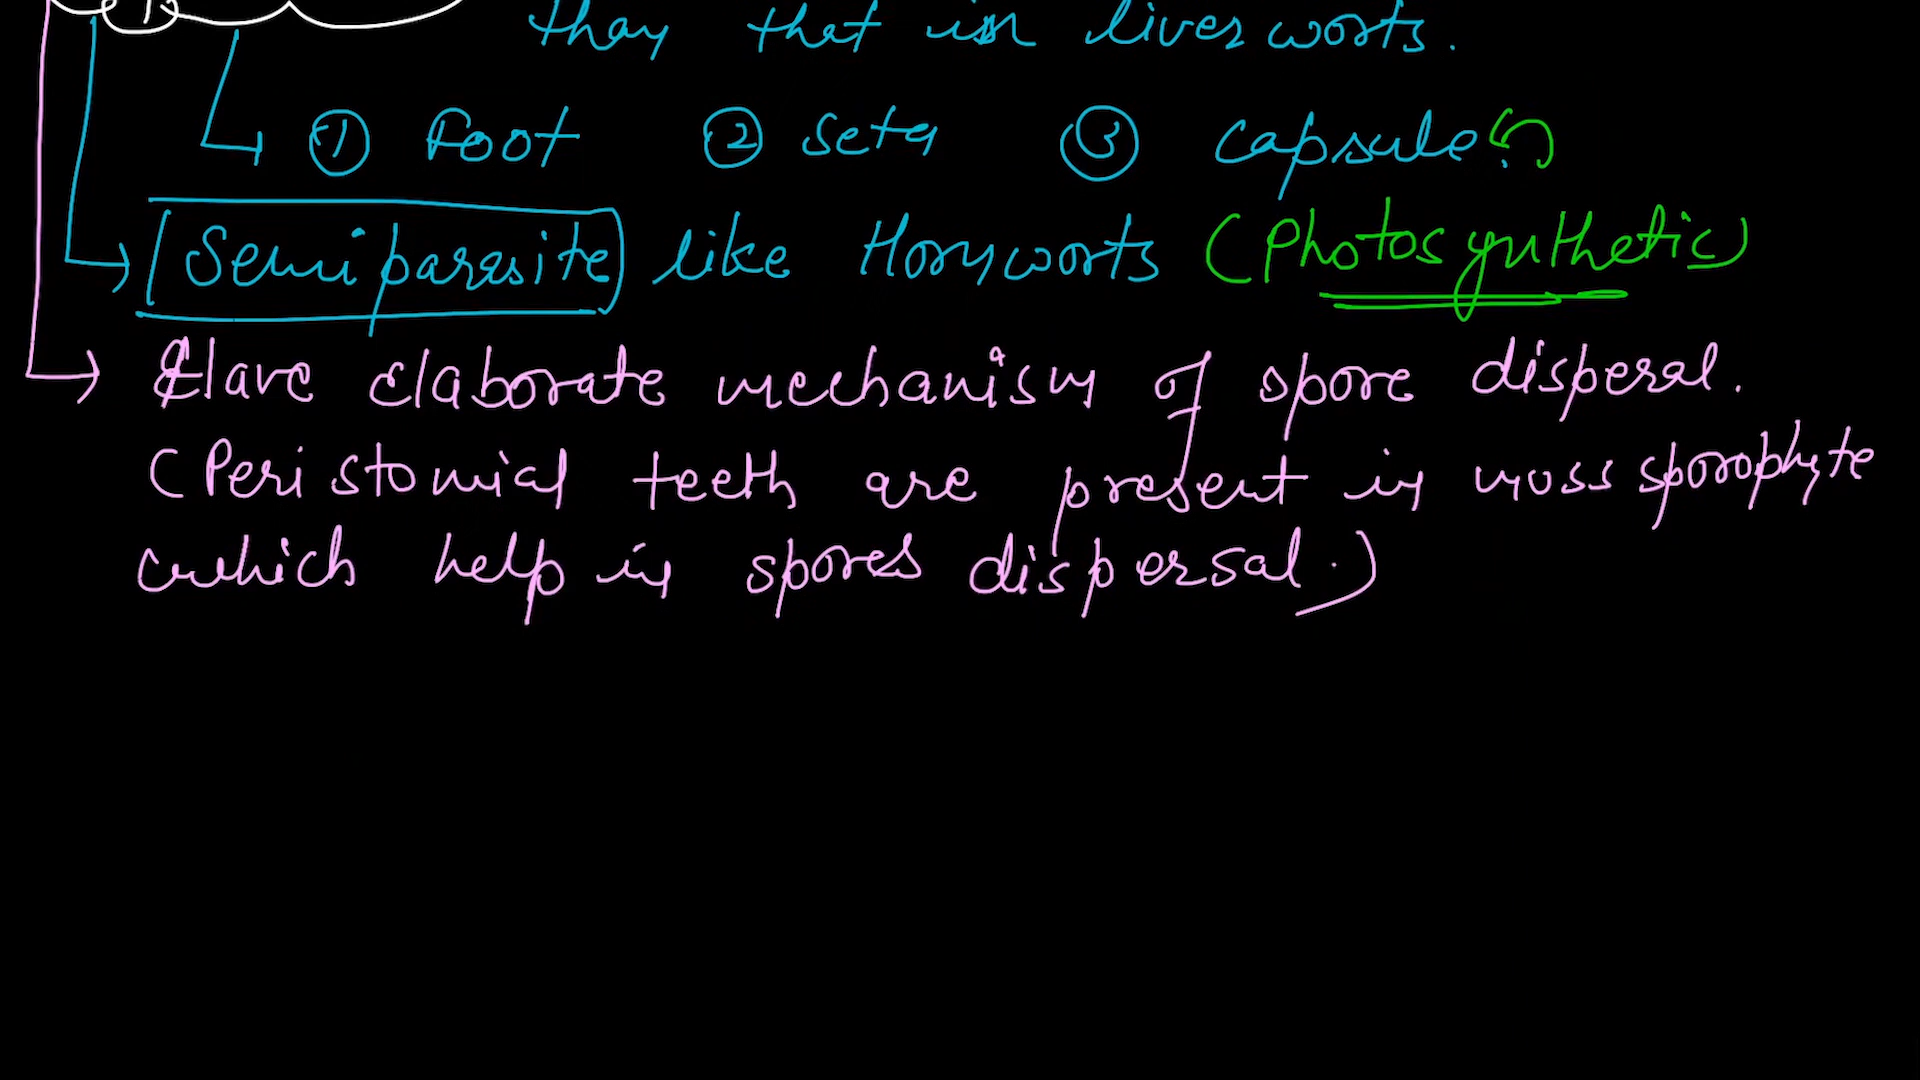 than that in liverworts.
① Foot ② seta ③ capsule
Semiparasite like Hornworts (Photosynthetic)
Have Elaborate mechanism of spore dispersal.
(Peristomial teeth are present in moss sporophyte
which help in spores dispersal.)